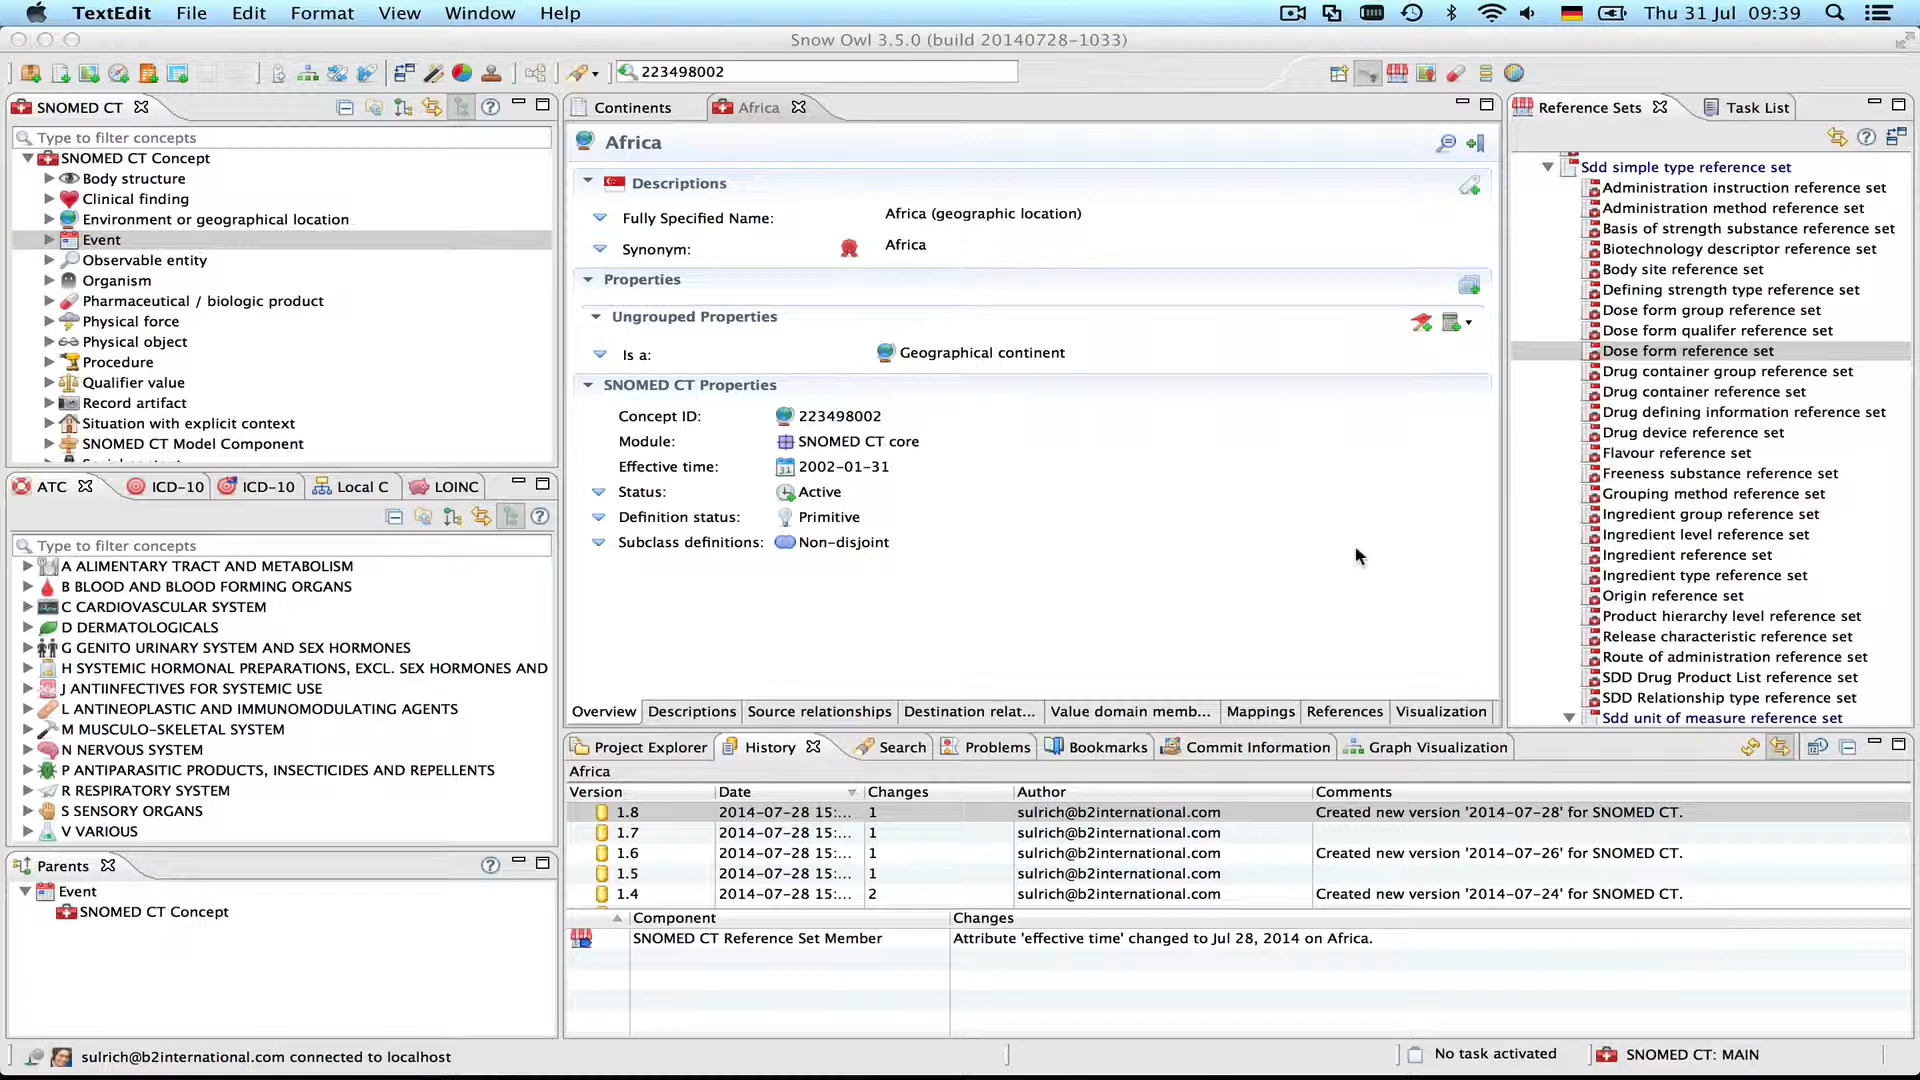 TextEdit File Edit Format View Window Help Thu 31 Jul 09:39
Snow Owl 3.5.0 (build 20140728-1033)
223498002
SNOMED CT
Type to filter concepts
SNOMED CT Concept
Body structure
Clinical finding
Environment or geographical location
Event
Observable entity
Organism
Pharmaceutical / biologic product
Physical force
Physical object
Procedure
Qualifier value
Record artifact
Situation with explicit context
SNOMED CT Model Component
ATC ICD-10 ICD-10 Local C LOINC
Type to filter concepts
A ALIMENTARY TRACT AND METABOLISM
B BLOOD AND BLOOD FORMING ORGANS
C CARDIOVASCULAR SYSTEM
D DERMATOLOGICALS
G GENITO URINARY SYSTEM AND SEX HORMONES
H SYSTEMIC HORMONAL PREPARATIONS, EXCL. SEX HORMONES AND
J ANTIINFECTIVES FOR SYSTEMIC USE
L ANTINEOPLASTIC AND IMMUNOMODULATING AGENTS
M MUSCULO-SKELETAL SYSTEM
N NERVOUS SYSTEM
P ANTIPARASITIC PRODUCTS, INSECTICIDES AND REPELLENTS
R RESPIRATORY SYSTEM
S SENSORY ORGANS
V VARIOUS
Parents
Event
SNOMED CT Concept
Continents Africa
Africa
Descriptions
Fully Specified Name: Africa (geographic location)
Synonym: Africa
Properties
Ungrouped Properties
Is a: Geographical continent
SNOMED CT Properties
Concept ID: 223498002
Module: SNOMED CT core
Effective time: 31 2002-01-31
Status: Active
Definition status: Primitive
Subclass definitions: Non-disjoint
Overview Descriptions Source relationships Destination relat... Value domain memb... Mappings References Visualization
Project Explorer History Search Problems Bookmarks Commit Information Graph Visualization
Africa
Version Date Changes Author Comments
1.8 2014-07-28 15:... 1 sulrich@b2international.com Created new version '2014-07-28' for SNOMED CT.
1.7 2014-07-28 15:... 1 sulrich@b2international.com
1.6 2014-07-28 15:... 1 sulrich@b2international.com Created new version '2014-07-26' for SNOMED CT.
1.5 2014-07-28 15:... 1 sulrich@b2international.com
1.4 2014-07-28 15:... 2 sulrich@b2international.com Created new version '2014-07-24' for SNOMED CT.
Component Changes
SNOMED CT Reference Set Member Attribute 'effective time' changed to Jul 28, 2014 on Africa.
Reference Sets Task List
Sdd simple type reference set
Administration instruction reference set
Administration method reference set
Basis of strength substance reference set
Biotechnology descriptor reference set
Body site reference set
Defining strength type reference set
Dose form group reference set
Dose form qualifer reference set
Dose form reference set
Drug container group reference set
Drug container reference set
Drug defining information reference set
Drug device reference set
Flavour reference set
Freeness substance reference set
Grouping method reference set
Ingredient group reference set
Ingredient level reference set
Ingredient reference set
Ingredient type reference set
Origin reference set
Product hierarchy level reference set
Release characteristic reference set
Route of administration reference set
SDD Drug Product List reference set
SDD Relationship type reference set
Sdd unit of measure reference set
sulrich@b2international.com connected to localhost
No task activated
SNOMED CT: MAIN